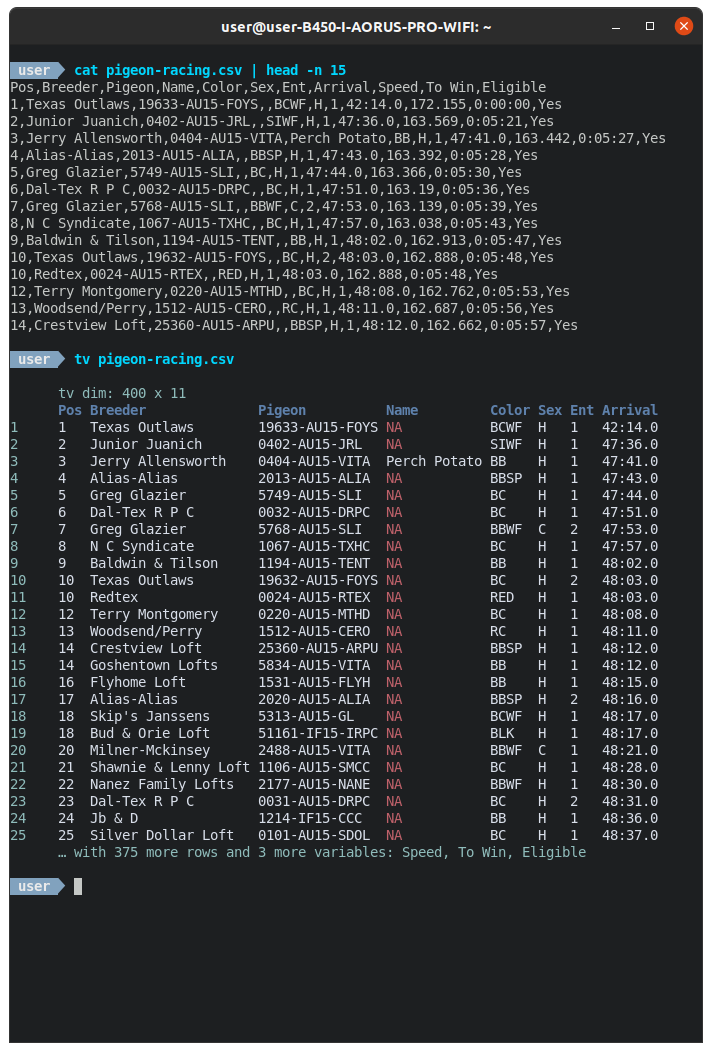 user@user-B450-I-AORUS-PRO-WIFI: ~
user cat pigeon-racing.csv | head -n 15
Pos,Breeder,Pigeon,Name,Color,Sex,Ent,Arrival,Speed,To Win,Eligible
1,Texas Outlaws,19633-AU15-FOYS,,BCWF,H,1,42:14.0,172.155,0:00:00,Yes
2,Junior Juanich,0402-AU15-JRL,,SIWF,H,1,47:36.0,163.569,0:05:21,Yes
3,Jerry Allensworth,0404-AU15-VITA,Perch Potato,BB,H,1,47:41.0,163.442,0:05:27,Yes
4,Alias-Alias,2013-AU15-ALIA,,BBSP,H,1,47:43.0,163.392,0:05:28,Yes
5,Greg Glazier,5749-AU15-SLI,,BC,H,1,47:44.0,163.366,0:05:30,Yes
6,Dal-Tex R P C,0032-AU15-DRPC,,BC,H,1,47:51.0,163.19,0:05:36,Yes
7,Greg Glazier,5768-AU15-SLI,,BBWF,C,2,47:53.0,163.139,0:05:39,Yes
8,N C Syndicate,1067-AU15-TXHC,,BC,H,1,47:57.0,163.038,0:05:43,Yes
9,Baldwin & Tilson,1194-AU15-TENT,,BB,H,1,48:02.0,162.913,0:05:47,Yes
10,Texas Outlaws,19632-AU15-FOYS,,BC,H,2,48:03.0,162.888,0:05:48,Yes
10,Redtex,0024-AU15-RTEX,,RED,H,1,48:03.0,162.888,0:05:48,Yes
12,Terry Montgomery,0220-AU15-MTHD,,BC,H,1,48:08.0,162.762,0:05:53,Yes
13,Woodsend/Perry,1512-AU15-CERO,,RC,H,1,48:11.0,162.687,0:05:56,Yes
14,Crestview Loft,25360-AU15-ARPU,,BBSP,H,1,48:12.0,162.662,0:05:57,Yes
user tv pigeon-racing.csv
tv dim: 400 x 11
Pos Breeder Pigeon Name Color Sex Ent Arrival
1 1 Texas Outlaws 19633-AU15-FOYS NA BCWF H 1 42:14.0
2 2 Junior Juanich 0402-AU15-JRL NA SIWF H 1 47:36.0
3 3 Jerry Allensworth 0404-AU15-VITA Perch Potato BB H 1 47:41.0
4 4 Alias-Alias 2013-AU15-ALIA NA BBSP H 1 47:43.0
5 5 Greg Glazier 5749-AU15-SLI NA BC H 1 47:44.0
6 6 Dal-Tex R P C 0032-AU15-DRPC NA BC H 1 47:51.0
7 7 Greg Glazier 5768-AU15-SLI NA BBWF C 2 47:53.0
8 8 N C Syndicate 1067-AU15-TXHC NA BC H 1 47:57.0
9 9 Baldwin & Tilson 1194-AU15-TENT NA BB H 1 48:02.0
10 10 Texas Outlaws 19632-AU15-FOYS NA BC H 2 48:03.0
11 10 Redtex 0024-AU15-RTEX NA RED H 1 48:03.0
12 12 Terry Montgomery 0220-AU15-MTHD NA BC H 1 48:08.0
13 13 Woodsend/Perry 1512-AU15-CERO NA RC H 1 48:11.0
14 14 Crestview Loft 25360-AU15-ARPU NA BBSP H 1 48:12.0
15 14 Goshentown Lofts 5834-AU15-VITA NA BB H 1 48:12.0
16 16 Flyhome Loft 1531-AU15-FLYH NA BB H 1 48:15.0
17 17 Alias-Alias 2020-AU15-ALIA NA BBSP H 2 48:16.0
18 18 Skip's Janssens 5313-AU15-GL NA BCWF H 1 48:17.0
19 18 Bud & Orie Loft 51161-IF15-IRPC NA BLK H 1 48:17.0
20 20 Milner-Mckinsey 2488-AU15-VITA NA BBWF C 1 48:21.0
21 21 Shawnie & Lenny Loft 1106-AU15-SMCC NA BC H 1 48:28.0
22 22 Nanez Family Lofts 2177-AU15-NANE NA BBWF H 1 48:30.0
23 23 Dal-Tex R P C 0031-AU15-DRPC NA BC H 2 48:31.0
24 24 Jb & D 1214-IF15-CCC NA BB H 1 48:36.0
25 25 Silver Dollar Loft 0101-AU15-SDOL NA BC H 1 48:37.0
… with 375 more rows and 3 more variables: Speed, To Win, Eligible
user